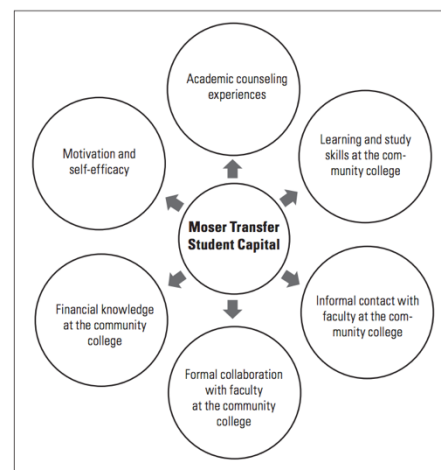 Academic counseling
experiences
Motivation and
self-efficacy
Learning and study
skills at the com-
munity college
Moser Transfer
Student Capital
Financial knowledge
at the community
college
Informal contact with
faculty at the com-
munity college
Formal collaboration
with faculty
at the community
college